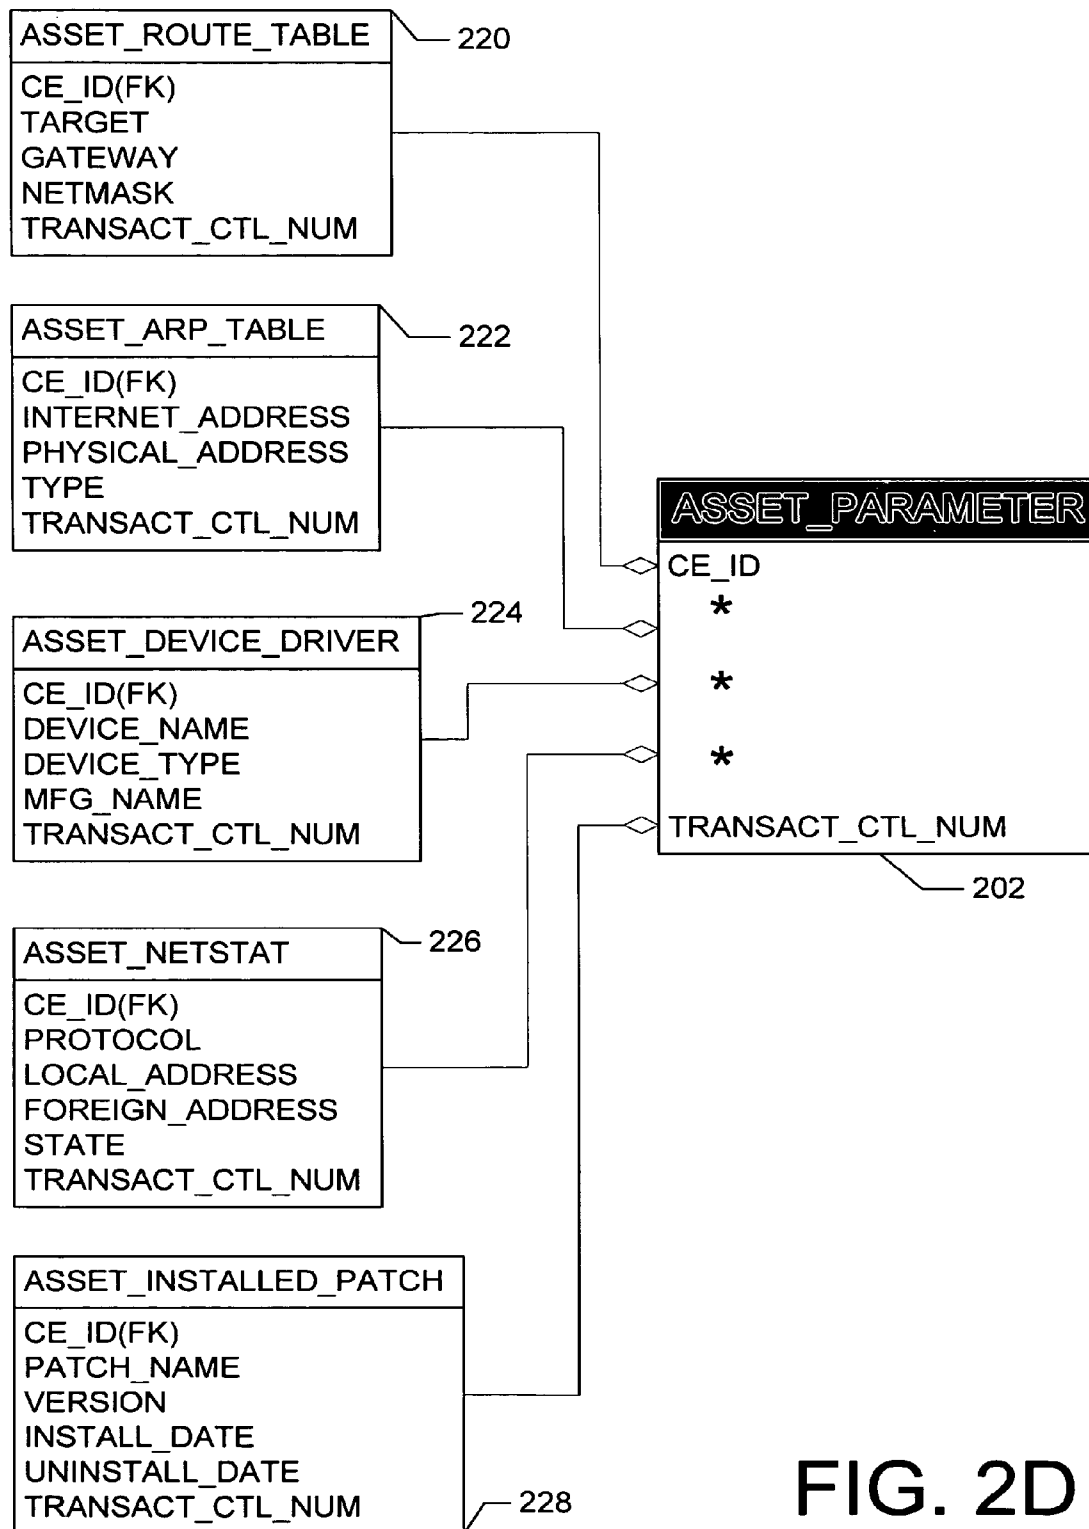 ASSET_ROUTE_TABLE
220
CE_ID(FK)
TARGET
GATEWAY
NETMASK
TRANSACT_CTL_NUM
ASSET_ARP_TABLE
222
CE_ID(FK)
INTERNET_ADDRESS
PHYSICAL_ADDRESS
TYPE
TRANSACT_CTL_NUM
ASSET_DEVICE_DRIVER
224
CE_ID(FK)
DEVICE_NAME
DEVICE_TYPE
MFG_NAME
TRANSACT_CTL_NUM
ASSET_NETSTAT
226
CE_ID(FK)
PROTOCOL
LOCAL_ADDRESS
FOREIGN_ADDRESS
STATE
TRANSACT_CTL_NUM
ASSET_INSTALLED_PATCH
CE_ID(FK)
PATCH_NAME
VERSION
INSTALL_DATE
UNINSTALL_DATE
TRANSACT_CTL_NUM
228
ASSET_PARAMETER
CE_ID
*
*
*
TRANSACT_CTL_NUM
202
FIG. 2D